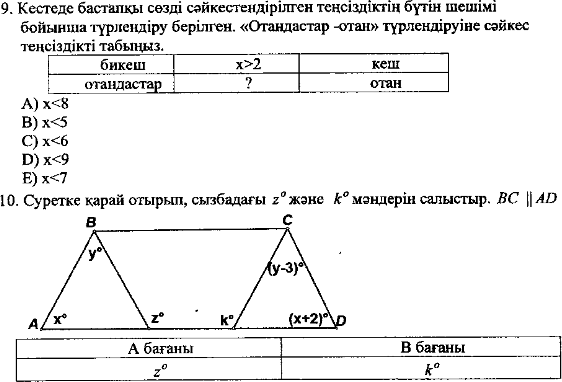 9. Кестеде бастапқы сөзді сәйкестендірілген теңсіздіктің бүтін шешімі
бойынша түрлендіру берілген. «Отандастар -отан» түрлендіруіне сәйкес
теңсіздікті табыңыз.
бикеш x>2 кеш
отандастар ? отан
A) x<8
B) x<5
C) x<6
D) x<9
E) x<7
10. Суретке қарай отырып, сызбадағы z° және k° мәндерін салыстыр. BC || AD
B C
y° (y-3)°
A x° z° k° (x+2)° D
А бағаны В бағаны
z° k°